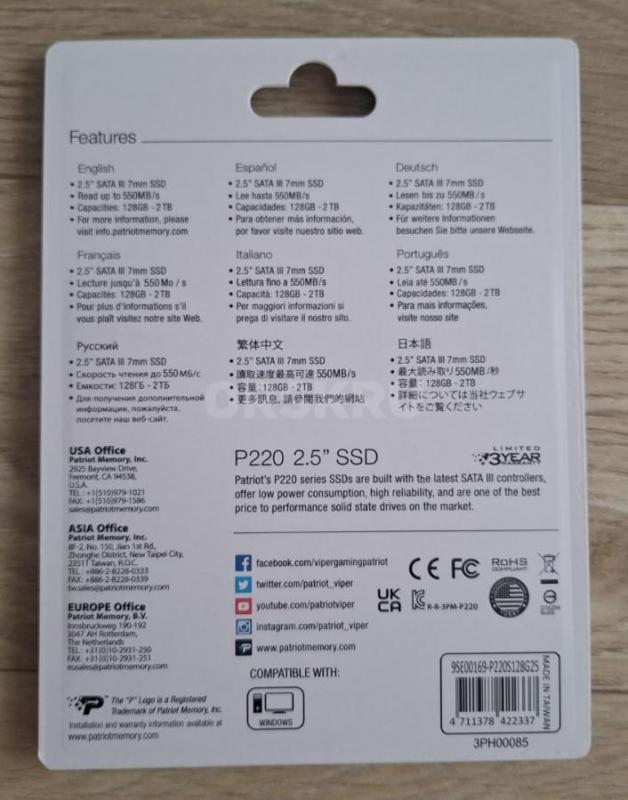 Features
English
• 2.5" SATA III 7mm SSD
• Read up to 550MB/s
• Capacities: 128GB - 2TB
• For more information, please
visit info.patriotmemory.com
Español
• 2.5" SATA III 7mm SSD
• Lee hasta 550MB/s
• Capacidades: 128GB - 2TB
• Para obtener más información,
por favor visite nuestro sitio web.
Deutsch
• 2.5" SATA III 7mm SSD
• Lesen bis zu 550MB/s
• Kapazitäten: 128GB - 2TB
• Für weitere Informationen
besuchen Sie bitte unsere Webseite.
Français
• 2.5" SATA III 7mm SSD
• Lecture jusqu'à 550 Mo / s
• Capacités: 128GB - 2TB
• Pour plus d'informations s'il
vous plaît visitez notre site Web.
Italiano
• 2.5" SATA III 7mm SSD
• Lettura fino a 550MB/s
• Capacità: 128GB - 2TB
• Per maggiori informazioni si
prega di visitare il nostro sito.
Português
• 2.5" SATA III 7mm SSD
• Leia até 550MB/s
• Capacidades: 128GB - 2TB
• Para mais informações,
visite nosso site
Русский
• 2.5" SATA III 7mm SSD
• Скорость чтения до 550 МБ/с
• Емкости: 128ГБ - 2ТБ
• Для получения дополнительной
информации, пожалуйста,
посетите наш веб-сайт.
繁体中文
• 2.5" SATA III 7mm SSD
• 讀取速度最高可達 550MB/s
• 容量: 128GB - 2TB
• 更多訊息, 請參閱我們的網站
日本語
• 2.5" SATA III 7mm SSD
• 最大読み取り 550MB /秒
• 容量: 128GB - 2TB
• 詳細については当社ウェブサ
イトをご覧ください
USA Office
Patriot Memory, Inc.
2925 Bayview Drive,
Fremont, CA 94538,
U.S.A.
TEL.: +1(510)979-1021
FAX: +1(510)979-1586
sales@patriotmemory.com
ASIA Office
Patriot Memory, Inc.
8F-2, No. 150, Jian 1st Rd.,
Zhonghe District, New Taipei City,
23511 Taiwan, R.O.C.
TEL: +886-2-8228-0333
FAX: +886-2-8228-0339
tw.sales@patriotmemory.com
EUROPE Office
Patriot Memory, B.V.
Innsbruckweg 190-192
3047 AH Rotterdam,
The Netherlands
TEL: +31(0)10-2931-250
FAX: +31(0)10-2931-251
eusales@patriotmemory.com
P The "P" Logo is a Registered
Trademark of Patriot Memory, Inc.
Installation and warranty information available at
www.patriotmemory.com
P220 2.5" SSD
LIMITED
3YEAR
WARRANTY
Patriot's P220 series SSDs are built with the latest SATA III controllers,
offer low power consumption, high reliability, and are one of the best
price to performance solid state drives on the market.
facebook.com/vipergamingpatriot
twitter.com/patriot_viper
youtube.com/patriotviper
instagram.com/patriot_viper
www.patriotmemory.com
CE FC RoHS
COMPLIANT
UK
CA
R-R-3PM-P220
COMPATIBLE WITH:
WINDOWS
9SE00169-P220S128G25
4 711378 422337
MADE IN TAIWAN
3PH00085